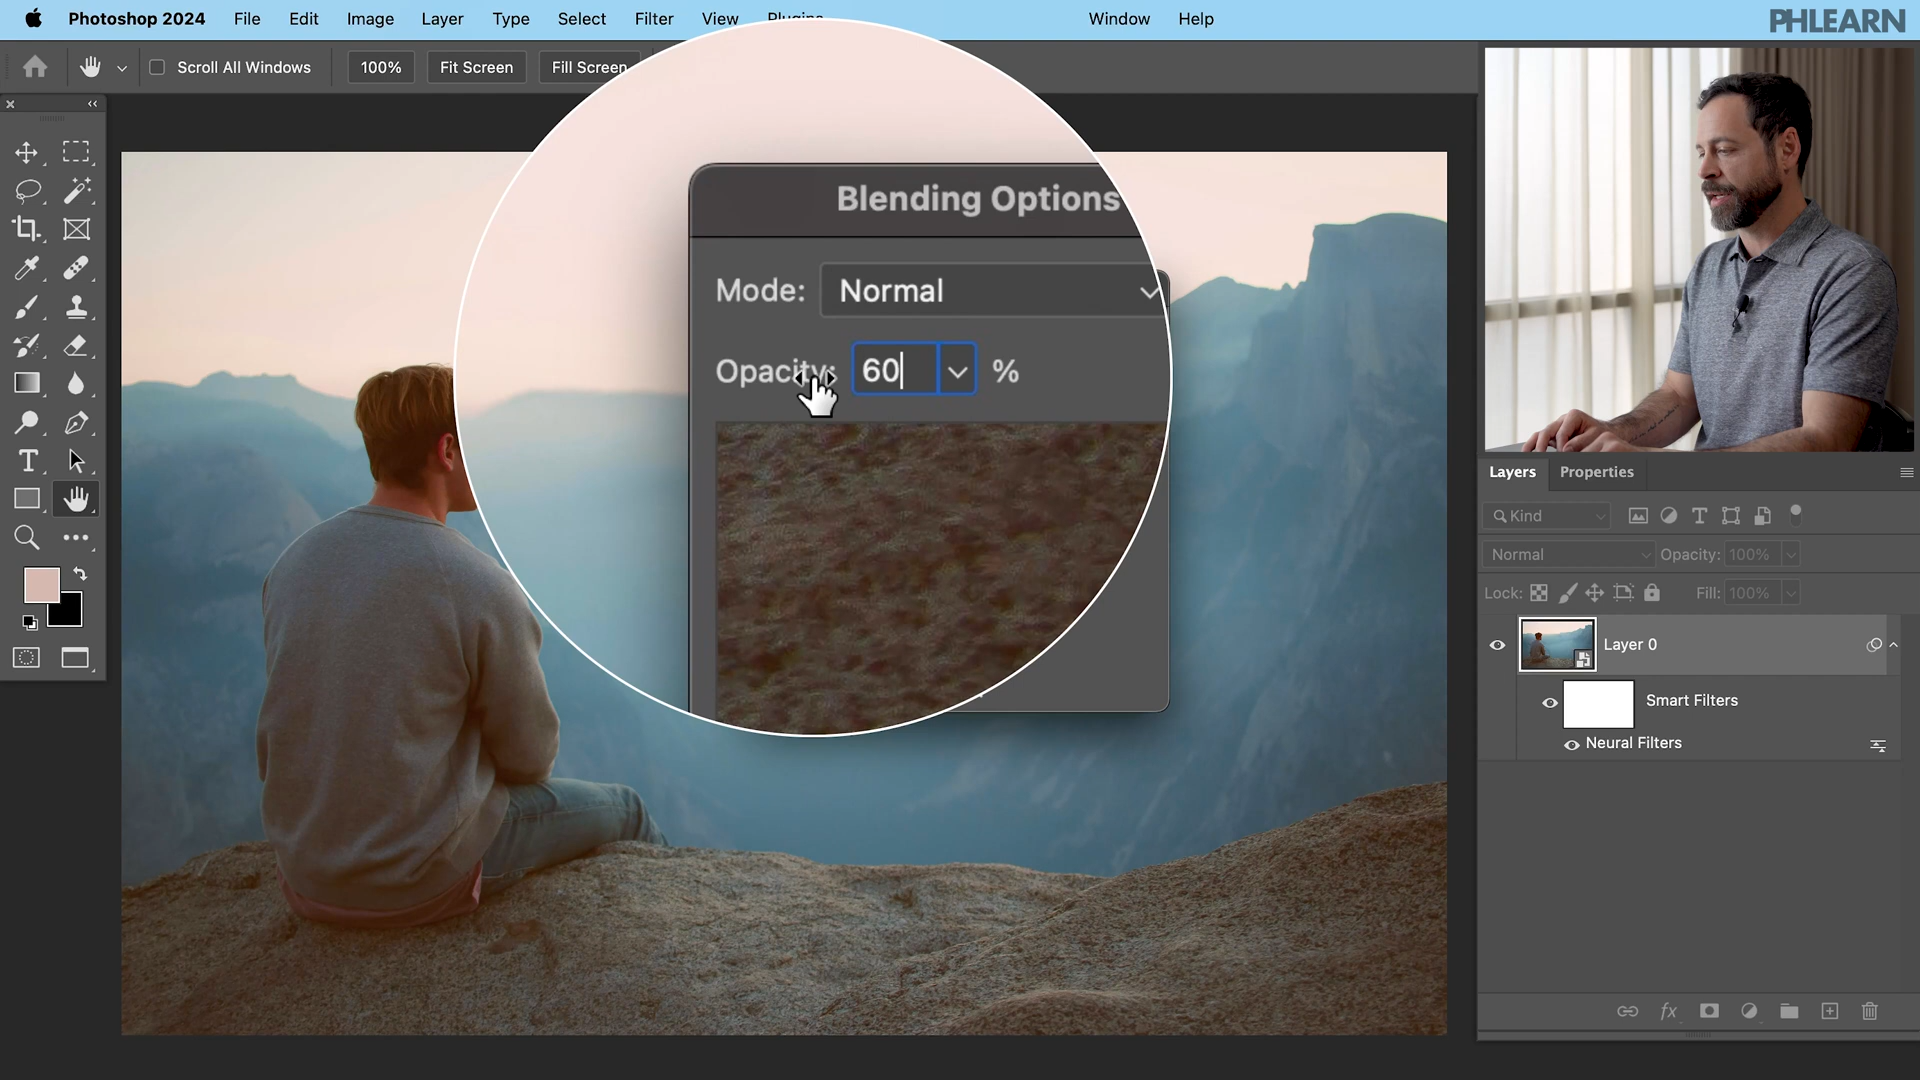 Photoshop 2024 File Edit Image Layer Type Select Filter View Plugins Window Help
PHLEARN
Scroll All Windows 100% Fit Screen Fill Screen
Blending Options
Mode: Normal
Opacity: 60 %
Layers Properties
Kind
Normal Opacity: 100%
Lock: Fill: 100%
Layer 0
Smart Filters
Neural Filters